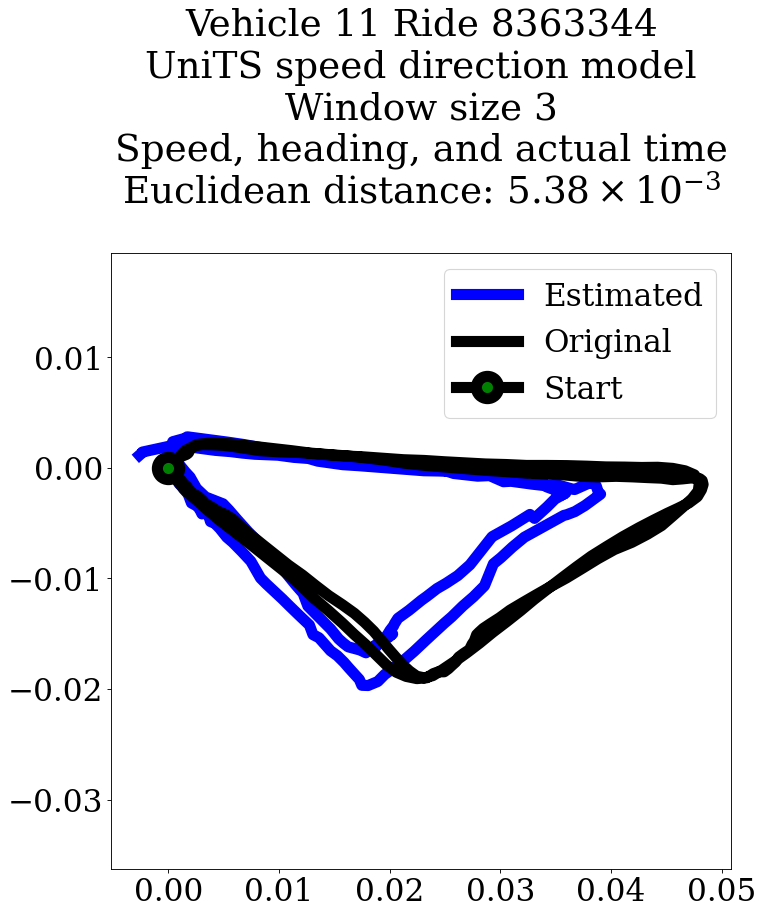 Vehicle 11 Ride 8363344
UniTS speed direction model
Window size 3
Speed, heading, and actual time
Euclidean distance: 5.38 × 10⁻³
Estimated
Original
Start
0.01
0.00
−0.01
−0.02
−0.03
0.00 0.01 0.02 0.03 0.04 0.05